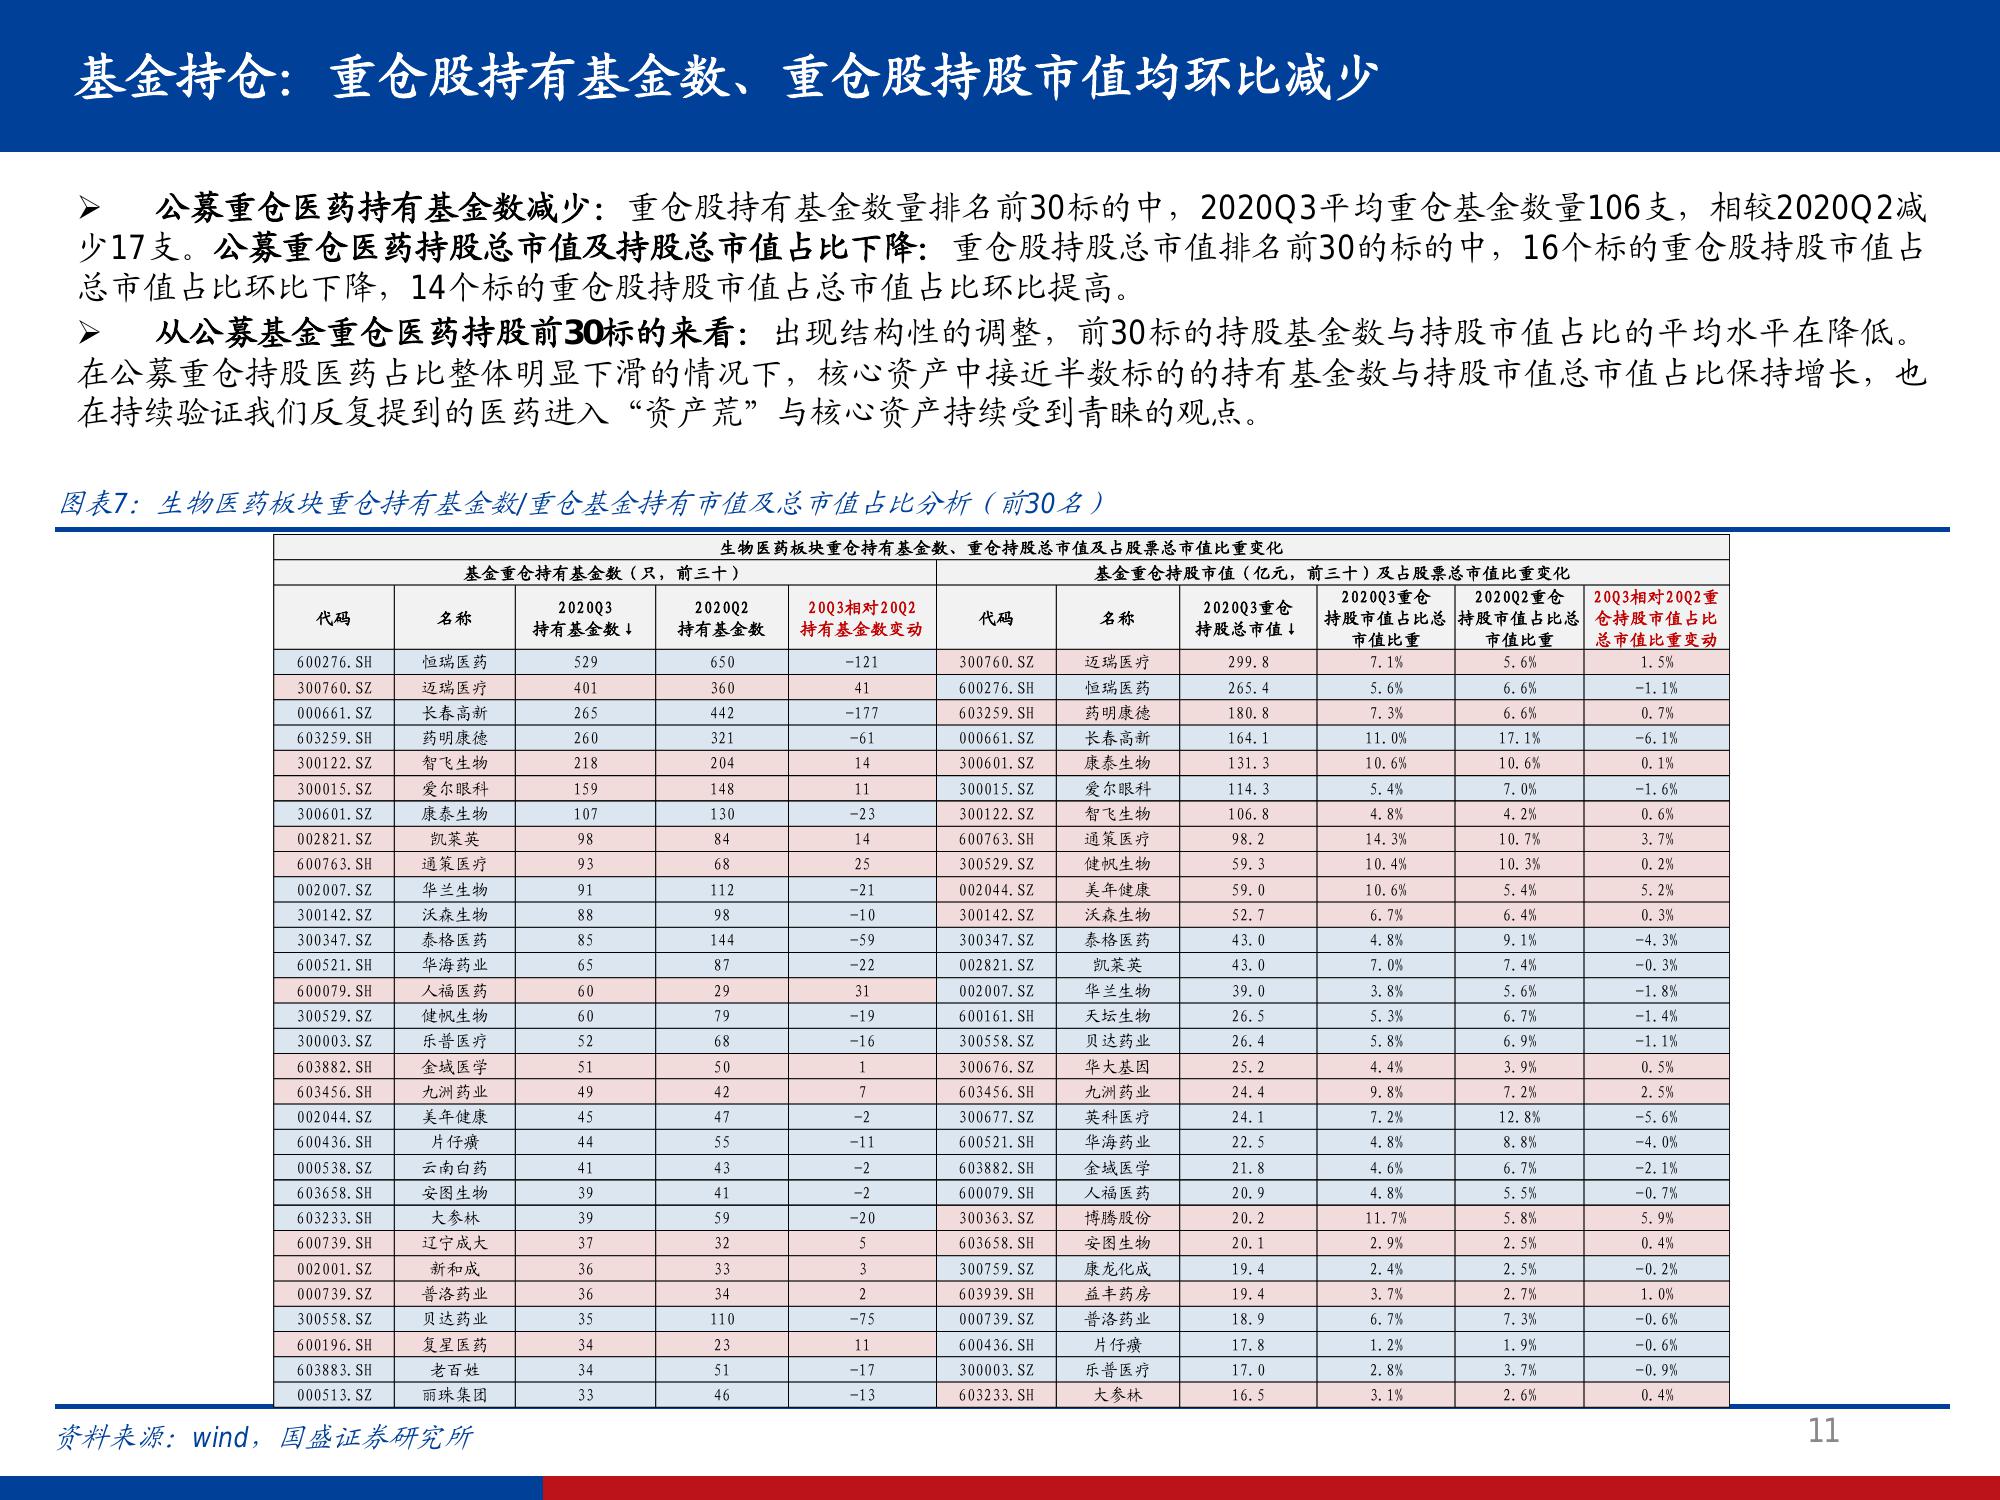 基金持仓：重仓股持有基金数、重仓股持股市值均环比减少
➢ 公募重仓医药持有基金数减少：重仓股持有基金数量排名前30标的中，2020Q3平均重仓基金数量106支，相较2020Q2减
少17支。公募重仓医药持股总市值及持股总市值占比下降：重仓股持股总市值排名前30的标的中，16个标的重仓股持股市值占
总市值占比环比下降，14个标的重仓股持股市值占总市值占比环比提高。
➢ 从公募基金重仓医药持股前30标的来看：出现结构性的调整，前30标的持股基金数与持股市值占比的平均水平在降低。
在公募重仓持股医药占比整体明显下滑的情况下，核心资产中接近半数标的的持有基金数与持股市值总市值占比保持增长，也
在持续验证我们反复提到的医药进入“资产荒”与核心资产持续受到青睐的观点。
图表7：生物医药板块重仓持有基金数/重仓基金持有市值及总市值占比分析（前30名）
生物医药板块重仓持有基金数、重仓持股总市值及占股票总市值比重变化
基金重仓持有基金数（只，前三十） 基金重仓持股市值（亿元，前三十）及占股票总市值比重变化
代码 名称 2020Q3持有基金数↓ 2020Q2持有基金数 20Q3相对20Q2持有基金数变动 代码 名称 2020Q3重仓持股总市值↓ 2020Q3重仓持股市值占比总市值比重 2020Q2重仓持股市值占比总市值比重 20Q3相对20Q2重仓持股市值占比总市值比重变动
600276.SH 恒瑞医药 529 650 -121 300760.SZ 迈瑞医疗 299.8 7.1% 5.6% 1.5%
300760.SZ 迈瑞医疗 401 360 41 600276.SH 恒瑞医药 265.4 5.6% 6.6% -1.1%
000661.SZ 长春高新 265 442 -177 603259.SH 药明康德 180.8 7.3% 6.6% 0.7%
603259.SH 药明康德 260 321 -61 000661.SZ 长春高新 164.1 11.0% 17.1% -6.1%
300122.SZ 智飞生物 218 204 14 300601.SZ 康泰生物 131.3 10.6% 10.6% 0.1%
300015.SZ 爱尔眼科 159 148 11 300015.SZ 爱尔眼科 114.3 5.4% 7.0% -1.6%
300601.SZ 康泰生物 107 130 -23 300122.SZ 智飞生物 106.8 4.8% 4.2% 0.6%
002821.SZ 凯莱英 98 84 14 600763.SH 通策医疗 98.2 14.3% 10.7% 3.7%
600763.SH 通策医疗 93 68 25 300529.SZ 健帆生物 59.3 10.4% 10.3% 0.2%
002007.SZ 华兰生物 91 112 -21 002044.SZ 美年健康 59.0 10.6% 5.4% 5.2%
300142.SZ 沃森生物 88 98 -10 300142.SZ 沃森生物 52.7 6.7% 6.4% 0.3%
300347.SZ 泰格医药 85 144 -59 300347.SZ 泰格医药 43.0 4.8% 9.1% -4.3%
600521.SH 华海药业 65 87 -22 002821.SZ 凯莱英 43.0 7.0% 7.4% -0.3%
600079.SH 人福医药 60 29 31 002007.SZ 华兰生物 39.0 3.8% 5.6% -1.8%
300529.SZ 健帆生物 60 79 -19 600161.SH 天坛生物 26.5 5.3% 6.7% -1.4%
300003.SZ 乐普医疗 52 68 -16 300558.SZ 贝达药业 26.4 5.8% 6.9% -1.1%
603882.SH 金域医学 51 50 1 300676.SZ 华大基因 25.2 4.4% 3.9% 0.5%
603456.SH 九洲药业 49 42 7 603456.SH 九洲药业 24.4 9.8% 7.2% 2.5%
002044.SZ 美年健康 45 47 -2 300677.SZ 英科医疗 24.1 7.2% 12.8% -5.6%
600436.SH 片仔癀 44 55 -11 600521.SH 华海药业 22.5 4.8% 8.8% -4.0%
000538.SZ 云南白药 41 43 -2 603882.SH 金域医学 21.8 4.6% 6.7% -2.1%
603658.SH 安图生物 39 41 -2 600079.SH 人福医药 20.9 4.8% 5.5% -0.7%
603233.SH 大参林 39 59 -20 300363.SZ 博腾股份 20.2 11.7% 5.8% 5.9%
600739.SH 辽宁成大 37 32 5 603658.SH 安图生物 20.1 2.9% 2.5% 0.4%
002001.SZ 新和成 36 33 3 300759.SZ 康龙化成 19.4 2.4% 2.5% -0.2%
000739.SZ 普洛药业 36 34 2 603939.SH 益丰药房 19.4 3.7% 2.7% 1.0%
300558.SZ 贝达药业 35 110 -75 000739.SZ 普洛药业 18.9 6.7% 7.3% -0.6%
600196.SH 复星医药 34 23 11 600436.SH 片仔癀 17.8 1.2% 1.9% -0.6%
603883.SH 老百姓 34 51 -17 300003.SZ 乐普医疗 17.0 2.8% 3.7% -0.9%
000513.SZ 丽珠集团 33 46 -13 603233.SH 大参林 16.5 3.1% 2.6% 0.4%
资料来源：wind，国盛证券研究所
11